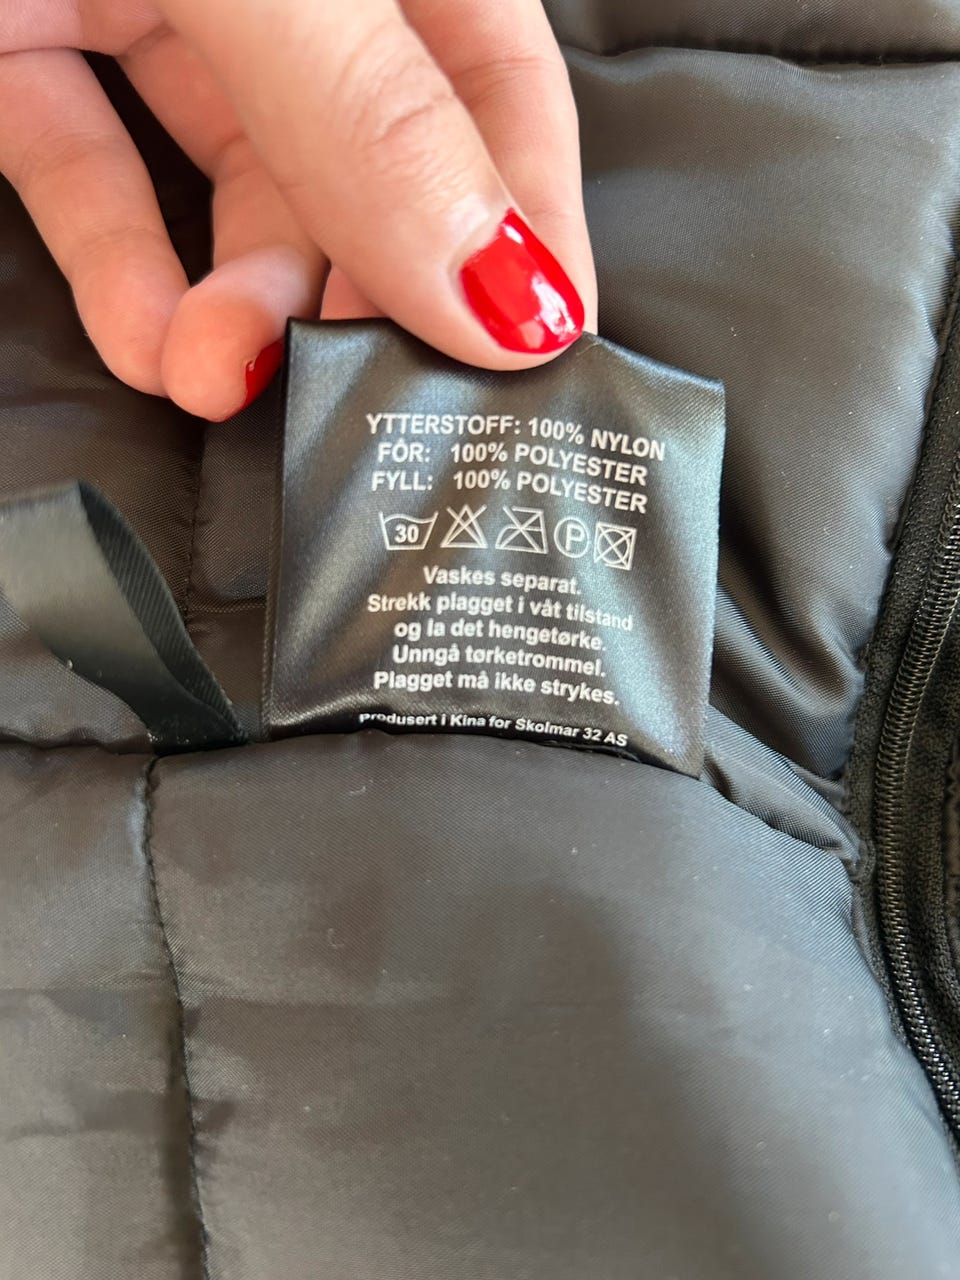 YTTERSTOFF: 100% NYLON
FÔR: 100% POLYESTER
FYLL: 100% POLYESTER
30 P
Vaskes separat.
Strekk plagget i våt tilstand
og la det hengetørke.
Unngå tørketrommel.
Plagget må ikke strykes.
Produsert i Kina for Skolmar 32 AS